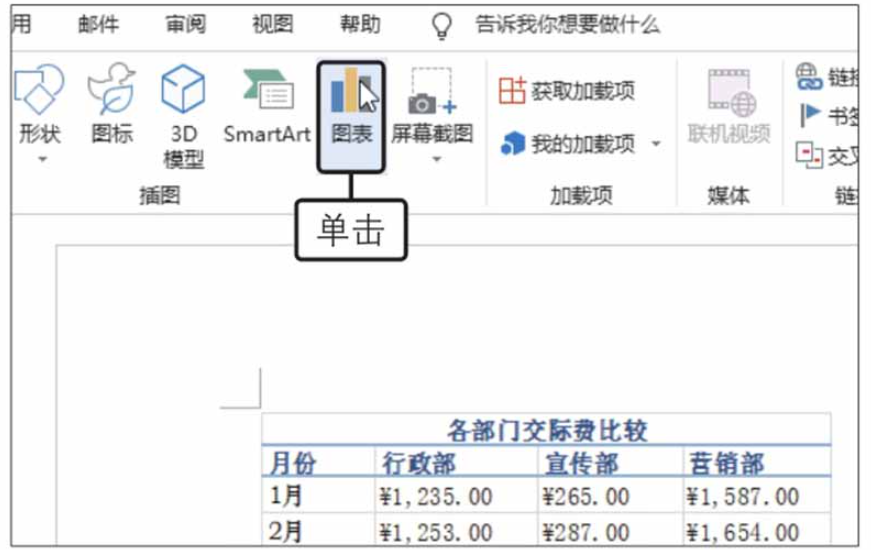 用 邮件 审阅 视图 帮助 告诉我你想要做什么
形状 图标 3D 模型 SmartArt 图表 屏幕截图 获取加载项 我的加载项 联机视频 链接 书签 交叉
插图 加载项 媒体 链
单击
各部门交际费比较
月份 行政部 宣传部 营销部
1月 ¥1,235.00 ¥265.00 ¥1,587.00
2月 ¥1,253.00 ¥287.00 ¥1,654.00